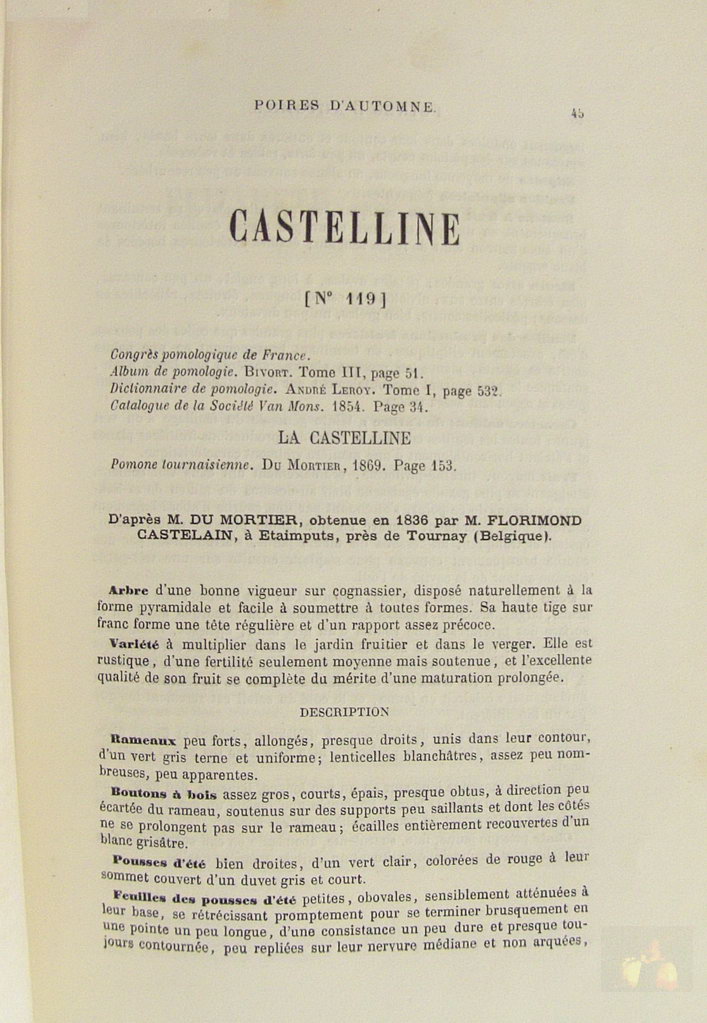 POIRES D'AUTOMNE.
45
CASTELLINE
[N° 119]
Congrès pomologique de France.
Album de pomologie. BIVORT. Tome III, page 51.
Dictionnaire de pomologie. ANDRÉ LEROY. Tome I, page 532.
Catalogue de la Société Van Mons. 1854. Page 34.
LA CASTELLINE
Pomone tournaisienne. DU MORTIER, 1869. Page 153.
D'après M. DU MORTIER, obtenue en 1836 par M. FLORIMOND
CASTELAIN, à Etaimputs, près de Tournay (Belgique).
Arbre d'une bonne vigueur sur cognassier, disposé naturellement à la
forme pyramidale et facile à soumettre à toutes formes. Sa haute tige sur
franc forme une tête régulière et d'un rapport assez précoce.
Variété à multiplier dans le jardin fruitier et dans le verger. Elle est
rustique, d'une fertilité seulement moyenne mais soutenue, et l'excellente
qualité de son fruit se complète du mérite d'une maturation prolongée.
DESCRIPTION
Rameaux peu forts, allongés, presque droits, unis dans leur contour,
d'un vert gris terne et uniforme; lenticelles blanchâtres, assez peu nom-
breuses, peu apparentes.
Boutons à bois assez gros, courts, épais, presque obtus, à direction peu
écartée du rameau, soutenus sur des supports peu saillants et dont les côtés
ne se prolongent pas sur le rameau; écailles entièrement recouvertes d'un
blanc grisâtre.
Pousses d'été bien droites, d'un vert clair, colorées de rouge à leur
sommet couvert d'un duvet gris et court.
Feuilles des pousses d'été petites, obovales, sensiblement atténuées à
leur base, se rétrécissant promptement pour se terminer brusquement en
une pointe un peu longue, d'une consistance un peu dure et presque tou-
jours contournée, peu repliées sur leur nervure médiane et non arquées,